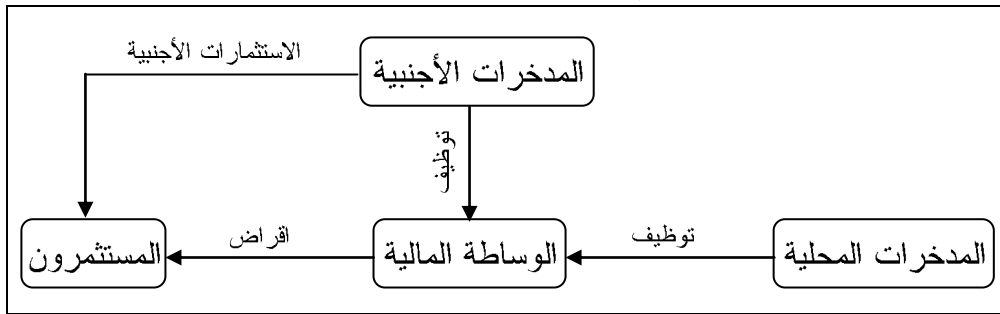 المدخرات الأجنبية
الاستثمارات الأجنبية
توظيف
المدخرات المحلية
توظيف
الوساطة المالية
اقراض
المستثمرون